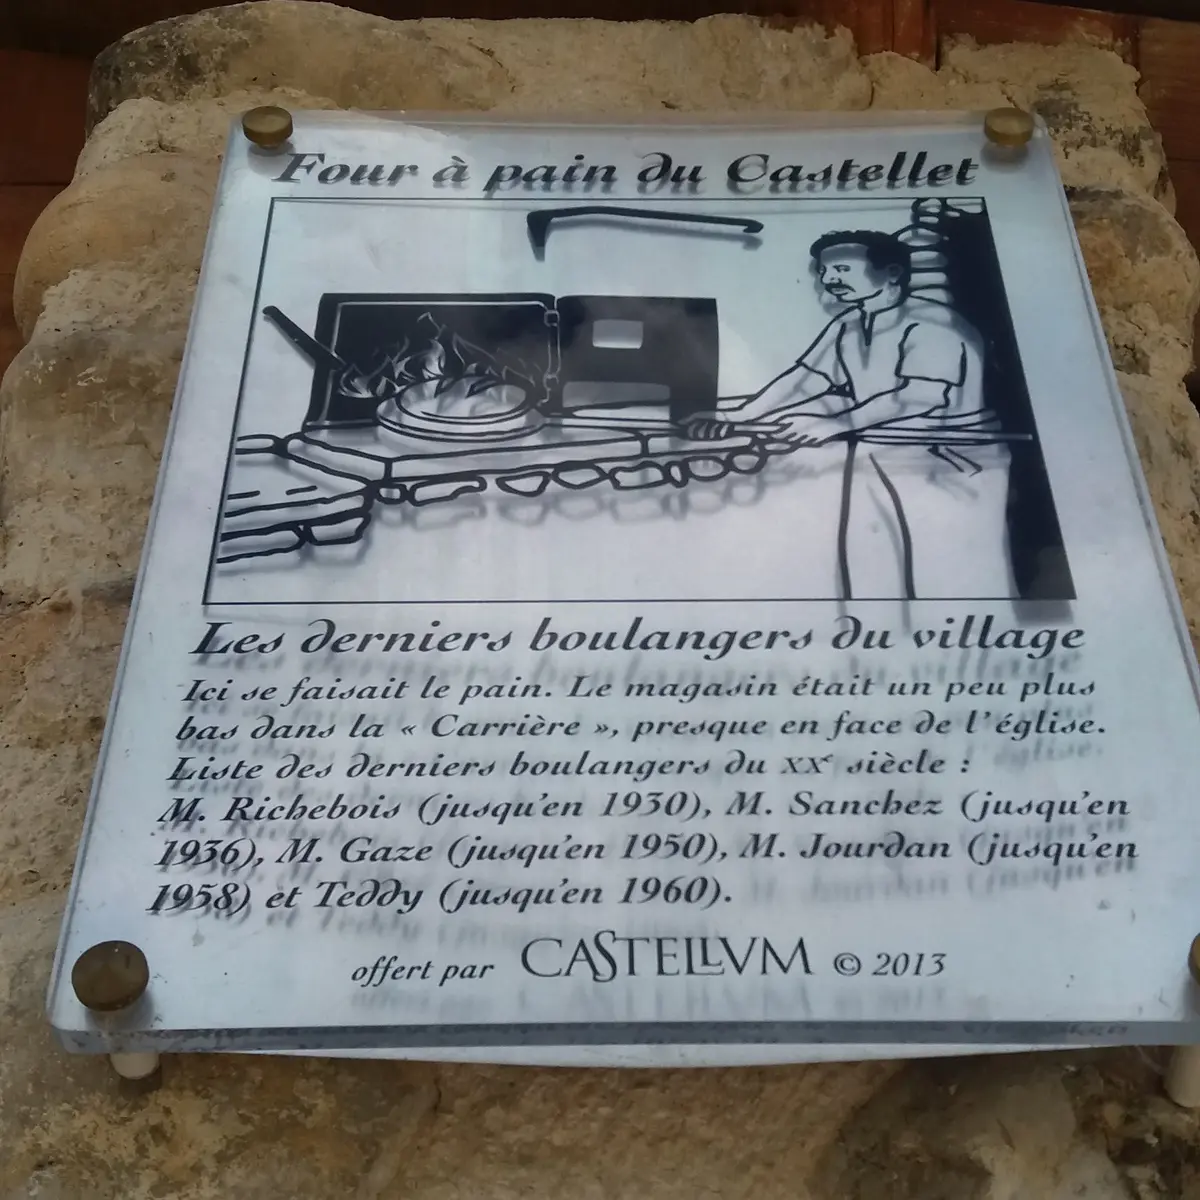 Four à pain du Castellet
Les derniers boulangers du village
Ici se faisait le pain. Le magasin était un peu plus
bas dans la « Carrière », presque en face de l'église.
Liste des derniers boulangers du XXe siècle :
M. Richebois (jusqu'en 1930), M. Sanchez (jusqu'en
1936), M. Gaze (jusqu'en 1950), M. Jourdan (jusqu'en
1958) et Teddy (jusqu'en 1960).
offert par CASTELLVM © 2013